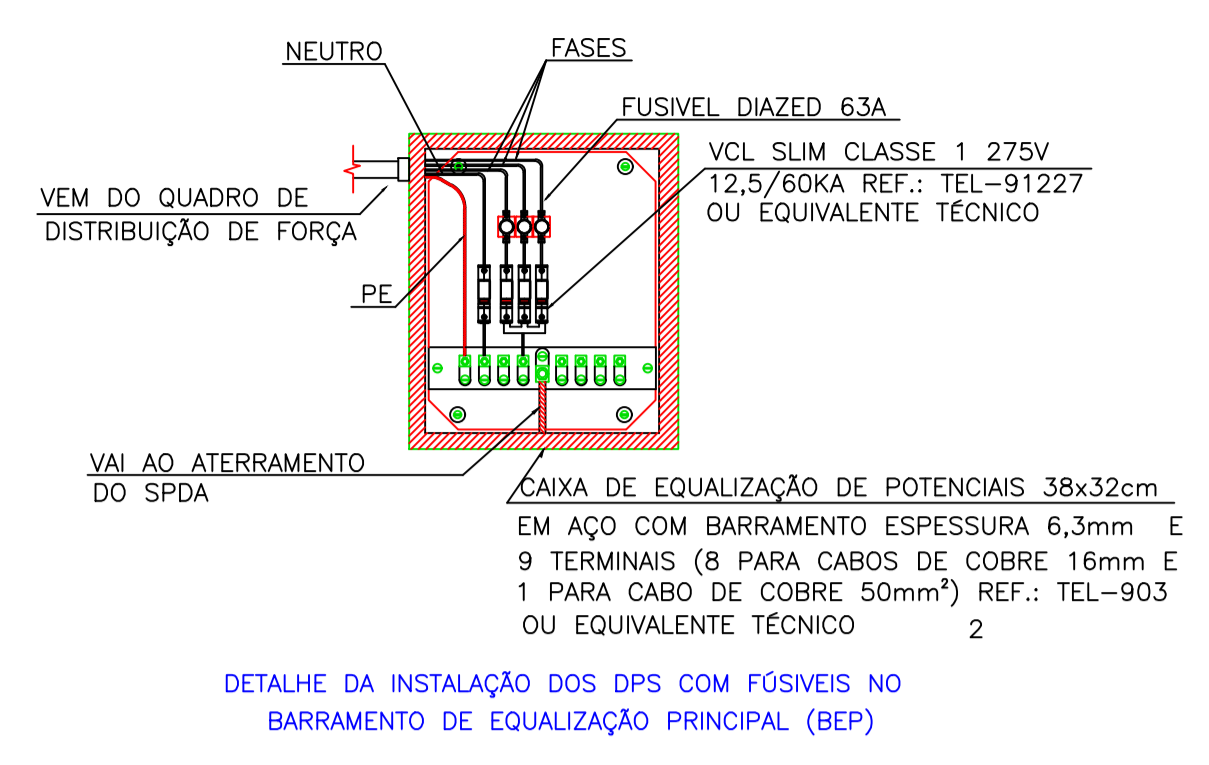 NEUTRO
FASES
FUSIVEL DIAZED 63A
VCL SLIM CLASSE 1 275V
12,5/60KA REF.: TEL-91227
OU EQUIVALENTE TÉCNICO
VEM DO QUADRO DE
DISTRIBUIÇÃO DE FORÇA
PE
VAI AO ATERRAMENTO
DO SPDA
CAIXA DE EQUALIZAÇÃO DE POTENCIAIS 38x32cm
EM AÇO COM BARRAMENTO ESPESSURA 6,3mm E
9 TERMINAIS (8 PARA CABOS DE COBRE 16mm E
1 PARA CABO DE COBRE 50mm²) REF.: TEL-903
OU EQUIVALENTE TÉCNICO 2
DETALHE DA INSTALAÇÃO DOS DPS COM FÚSIVEIS NO
BARRAMENTO DE EQUALIZAÇÃO PRINCIPAL (BEP)